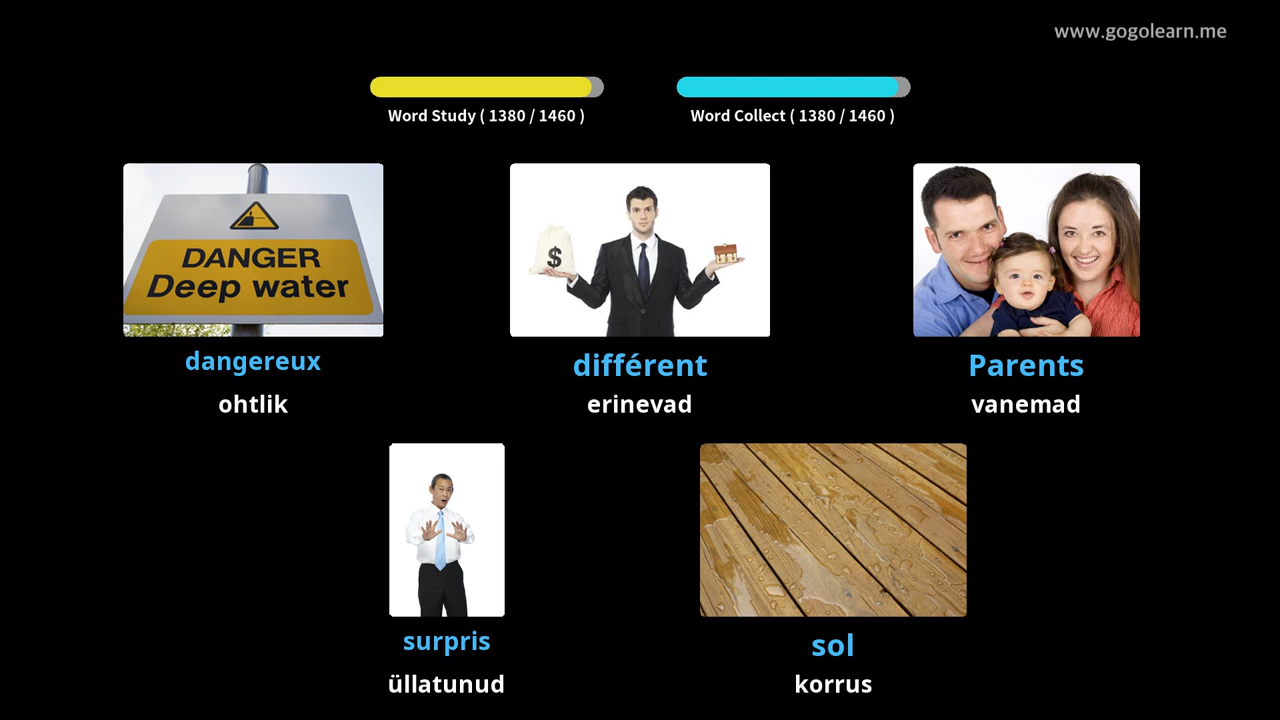 www.gogolearn.me
Word Study ( 1380 / 1460 )
Word Collect ( 1380 / 1460 )
DANGER
Deep water
$
dangereux
différent
Parents
ohtlik
erinevad
vanemad
surpris
sol
üllatunud
korrus